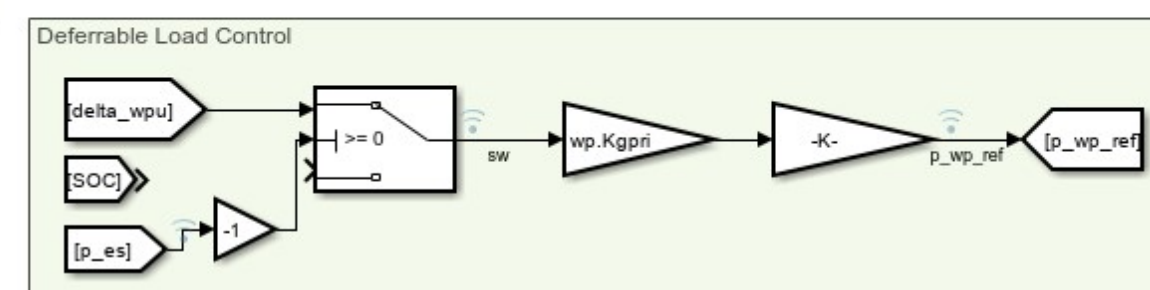 Deferrable Load Control
[delta_wpu]
>= 0
[SOC]
sw
wp.Kgpri
-K-
p_wp_ref
[p_wp_ref]
-1
[p_es]